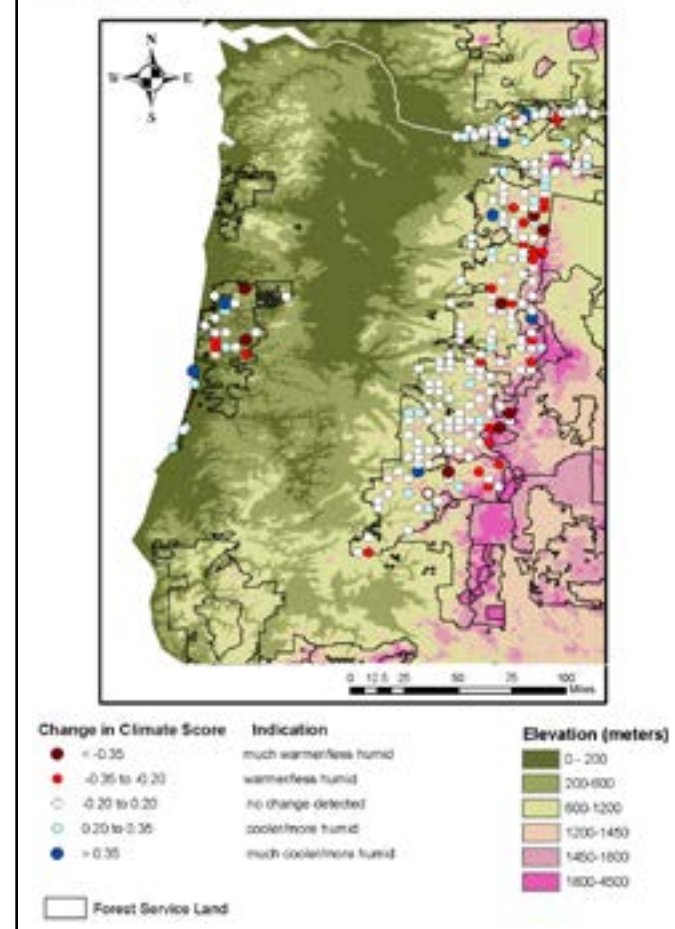 N
W E
S
0 12.5 25 50 75 100
Miles
Change in Climate Score Indication
< -0.35 much warmer/less humid
-0.35 to -0.20 warmer/less humid
-0.20 to 0.20 no change detected
0.20 to 0.35 cooler/more humid
> 0.35 much cooler/more humid
Forest Service Land
Elevation (meters)
0 - 200
200-600
600-1200
1200-1450
1450-1800
1800-4500